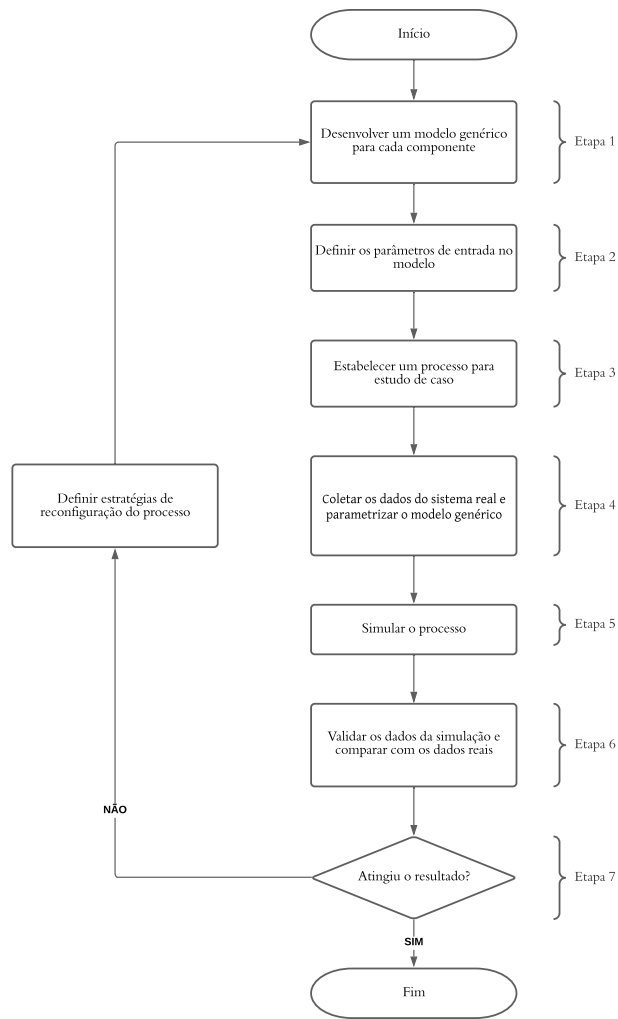 Início
Desenvolver um modelo genérico
para cada componente
Etapa 1
Definir os parâmetros de entrada no
modelo
Etapa 2
Estabelecer um processo para
estudo de caso
Etapa 3
Definir estratégias de
reconfiguração do processo
Coletar os dados do sistema real e
parametrizar o modelo genérico
Etapa 4
Simular o processo
Etapa 5
Validar os dados da simulação e
comparar com os dados reais
Etapa 6
NÃO
Atingiu o resultado?
Etapa 7
SIM
Fim